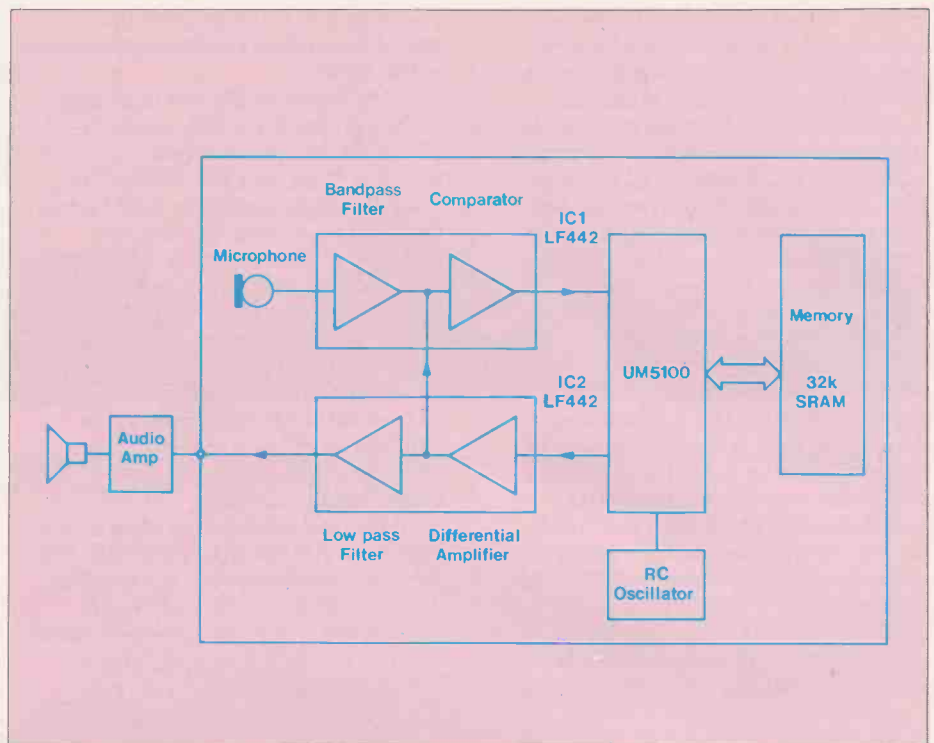 Bandpass
Filter
Comparator
IC1
LF442
Microphone
UM5100
Memory
32k
SRAM
IC2
LF442
Audio
Amp
Low pass
Filter
Differential
Amplifier
RC
Oscillator